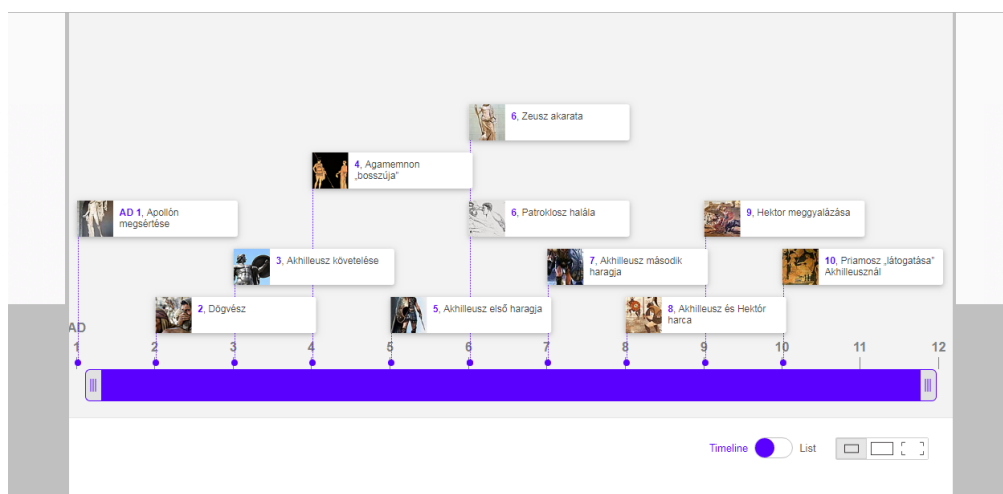 6, Zeusz akarata
4, Agamemnon
„bosszúja”
AD 1, Apollón
megsértése
6, Patroklosz halála
9, Hektor meggyalázása
3, Akhilleusz követelése
7, Akhilleusz második
haragja
10, Priamosz „látogatása”
Akhilleusznál
2, Dögvész
5, Akhilleusz első haragja
8, Akhilleusz és Hektór
harca
AD
1 2 3 4 5 6 7 8 9 10 11 12
Timeline List